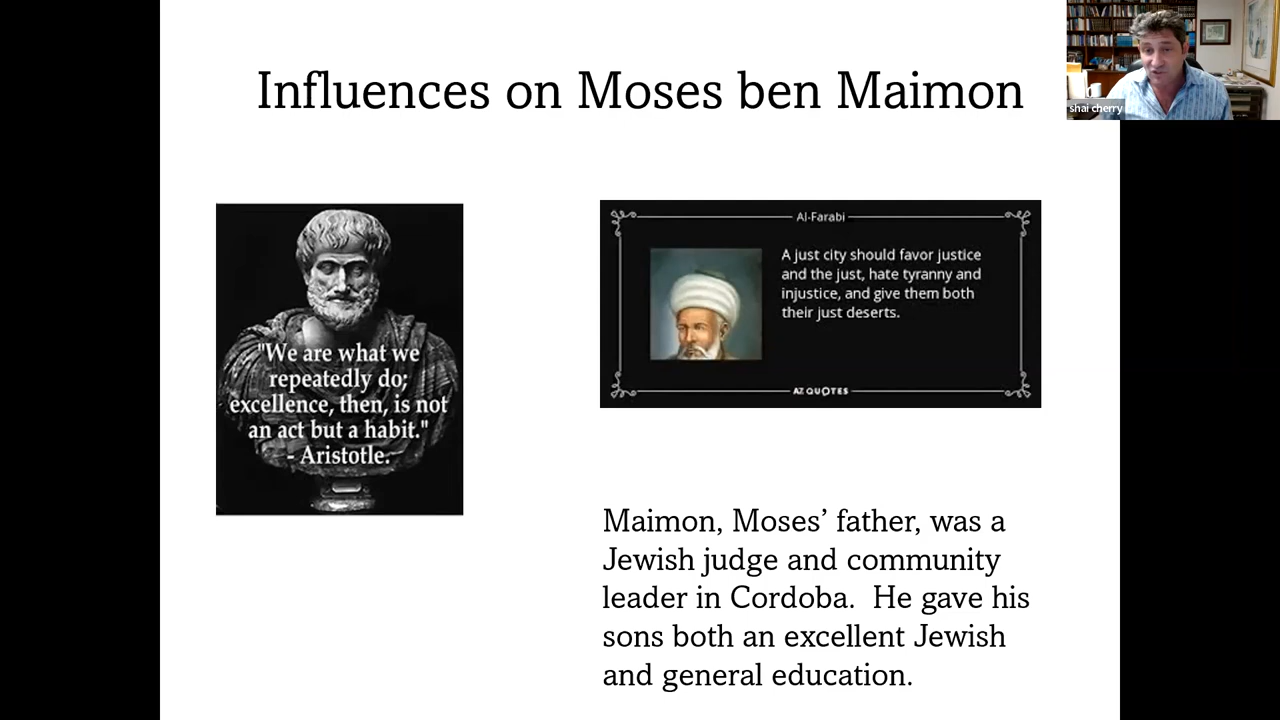 Influences on Moses ben Maimon
shai cherry
"We are what we
repeatedly do;
excellence, then, is not
an act but a habit."
- Aristotle.
Al-Farabi
A just city should favor justice
and the just, hate tyranny and
injustice, and give them both
their just deserts.
AZ QUOTES
Maimon, Moses’ father, was a
Jewish judge and community
leader in Cordoba.  He gave his
sons both an excellent Jewish
and general education.